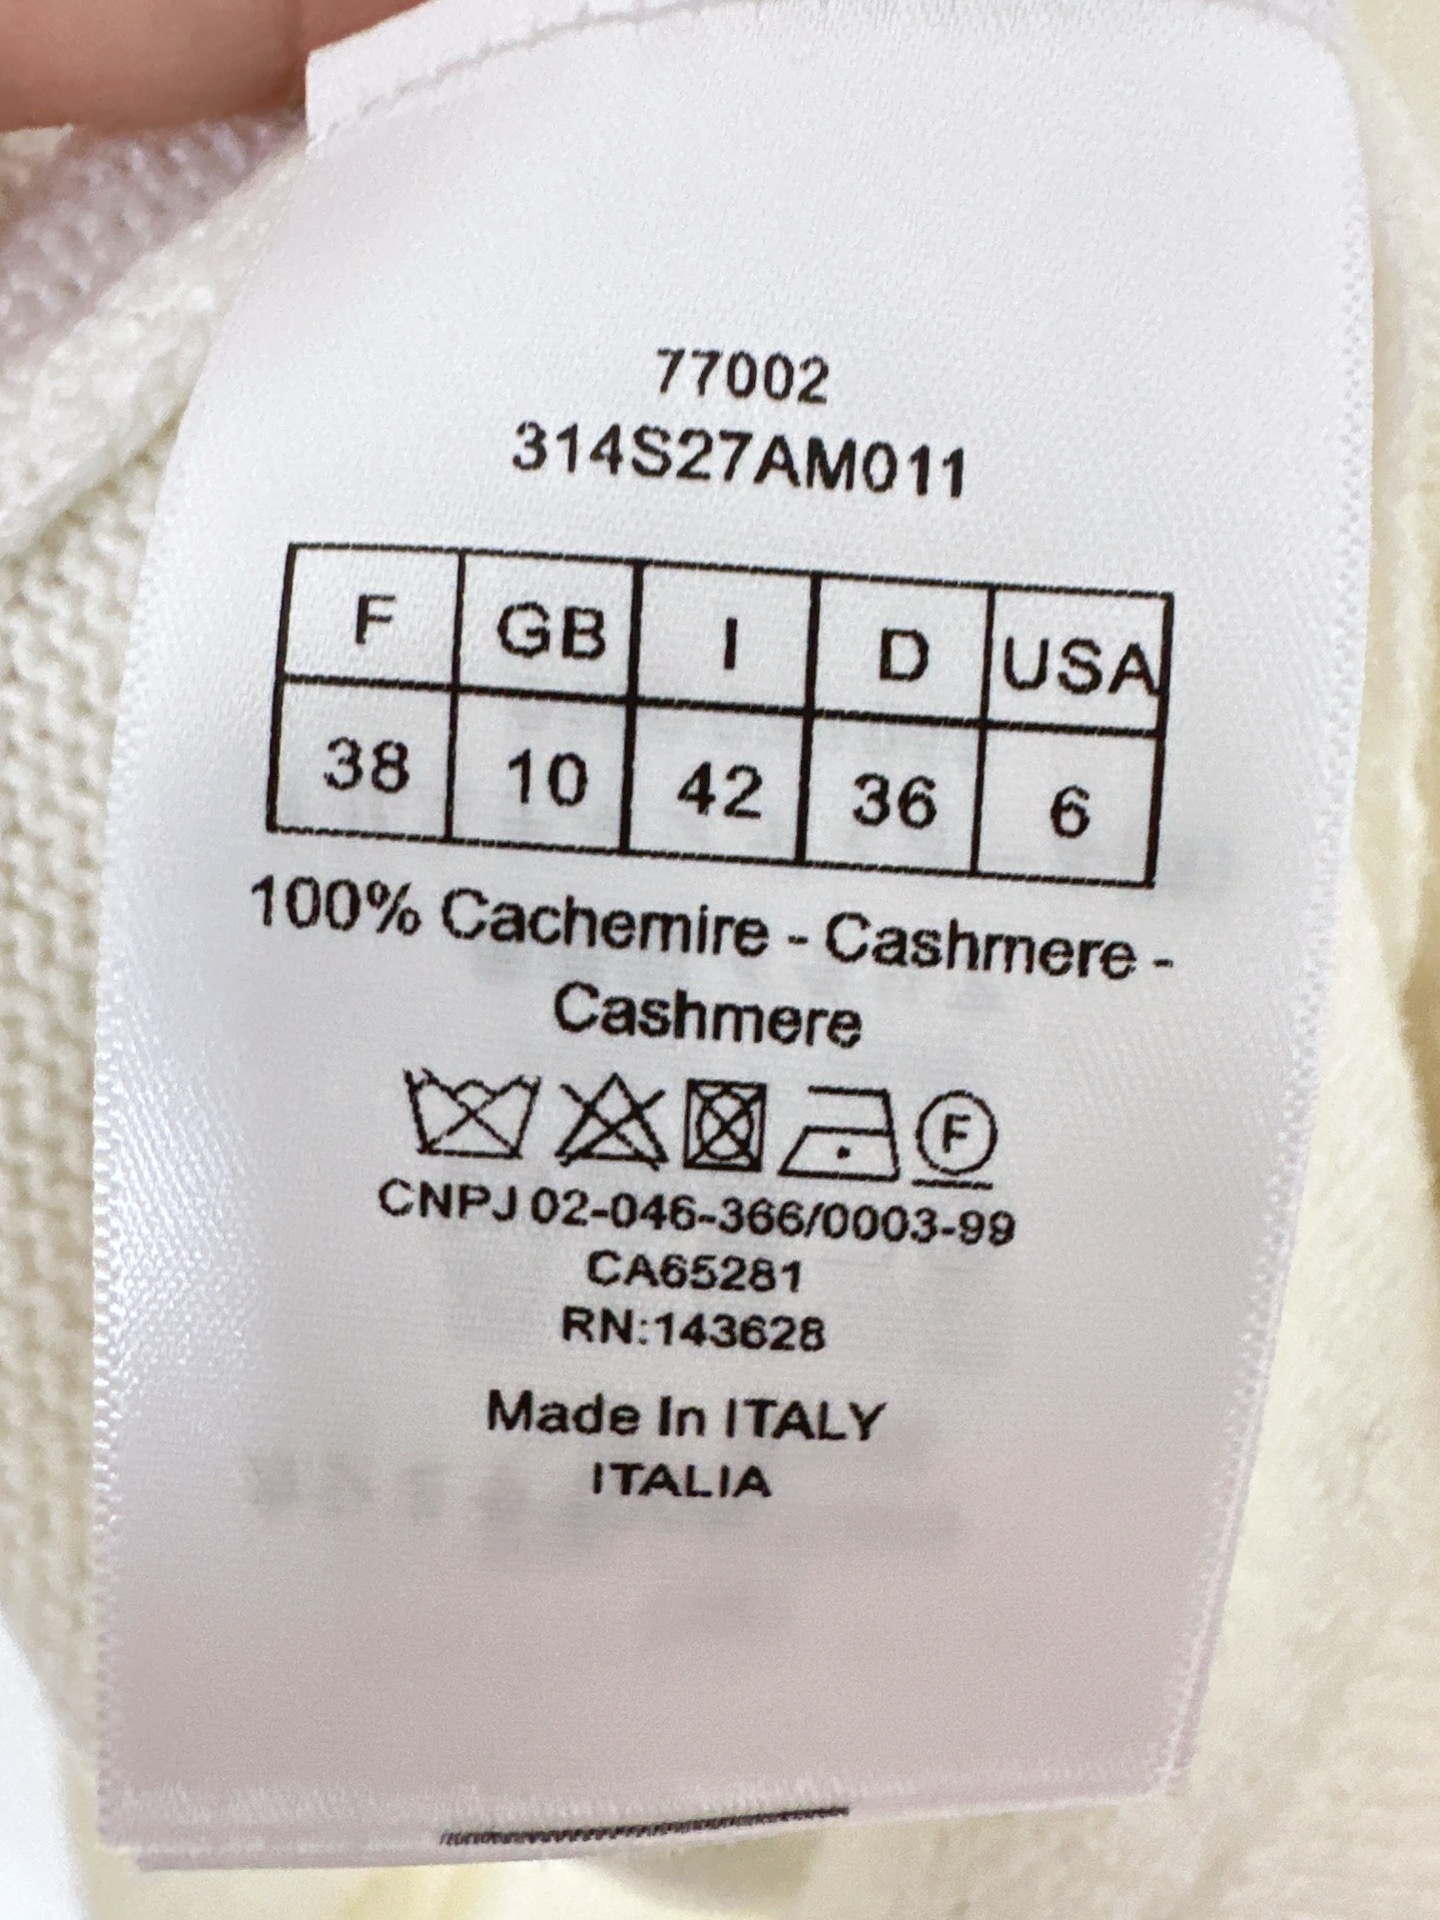 77002
314S27AM011
F GB I D USA
38 10 42 36 6
100% Cachemire - Cashmere -
Cashmere
F
CNPJ 02-046-366/0003-99
CA65281
RN:143628
Made In ITALY
ITALIA